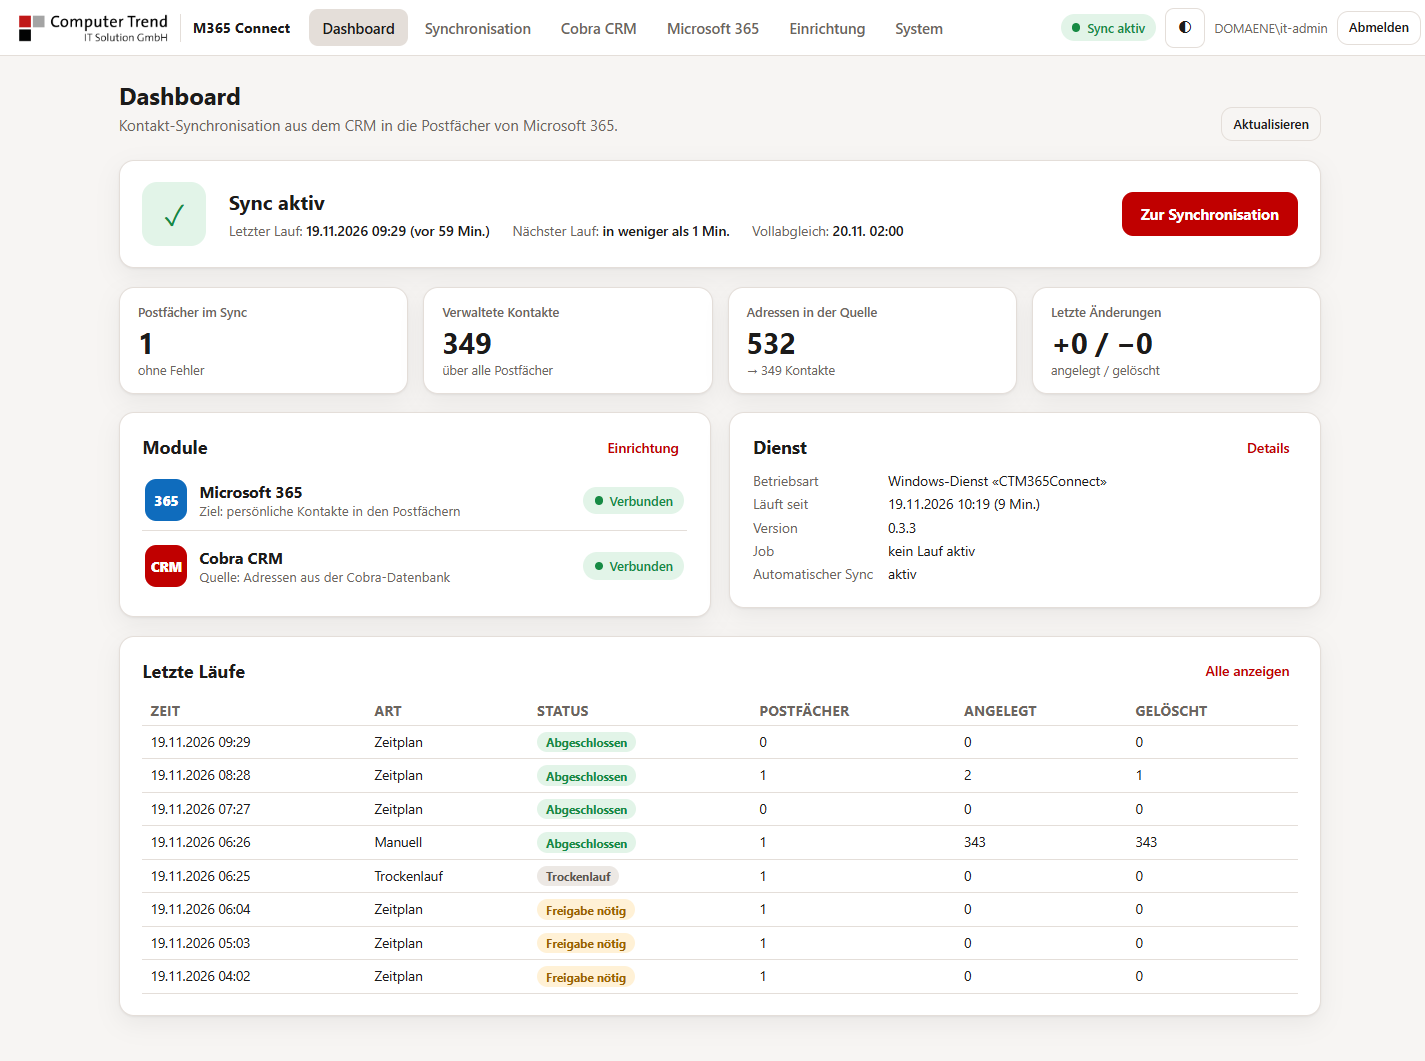 Computer Trend
IT Solution GmbH
M365 Connect
Dashboard
Synchronisation
Cobra CRM
Microsoft 365
Einrichtung
System
Sync aktiv
DOMAENE\it-admin
Abmelden
Dashboard
Kontakt-Synchronisation aus dem CRM in die Postfächer von Microsoft 365.
Aktualisieren
Sync aktiv
Letzter Lauf: 19.11.2026 09:29 (vor 59 Min.) Nächster Lauf: in weniger als 1 Min. Vollabgleich: 20.11. 02:00
Zur Synchronisation
Postfächer im Sync
1
ohne Fehler
Verwaltete Kontakte
349
über alle Postfächer
Adressen in der Quelle
532
→ 349 Kontakte
Letzte Änderungen
+0 / −0
angelegt / gelöscht
Module
Einrichtung
365
Microsoft 365
Ziel: persönliche Kontakte in den Postfächern
Verbunden
CRM
Cobra CRM
Quelle: Adressen aus der Cobra-Datenbank
Verbunden
Dienst
Details
Betriebsart Windows-Dienst «CTM365Connect»
Läuft seit 19.11.2026 10:19 (9 Min.)
Version 0.3.3
Job kein Lauf aktiv
Automatischer Sync aktiv
Letzte Läufe
Alle anzeigen
ZEIT ART STATUS POSTFÄCHER ANGELEGT GELÖSCHT
19.11.2026 09:29 Zeitplan Abgeschlossen 0 0 0
19.11.2026 08:28 Zeitplan Abgeschlossen 1 2 1
19.11.2026 07:27 Zeitplan Abgeschlossen 0 0 0
19.11.2026 06:26 Manuell Abgeschlossen 1 343 343
19.11.2026 06:25 Trockenlauf Trockenlauf 1 0 0
19.11.2026 06:04 Zeitplan Freigabe nötig 1 0 0
19.11.2026 05:03 Zeitplan Freigabe nötig 1 0 0
19.11.2026 04:02 Zeitplan Freigabe nötig 1 0 0